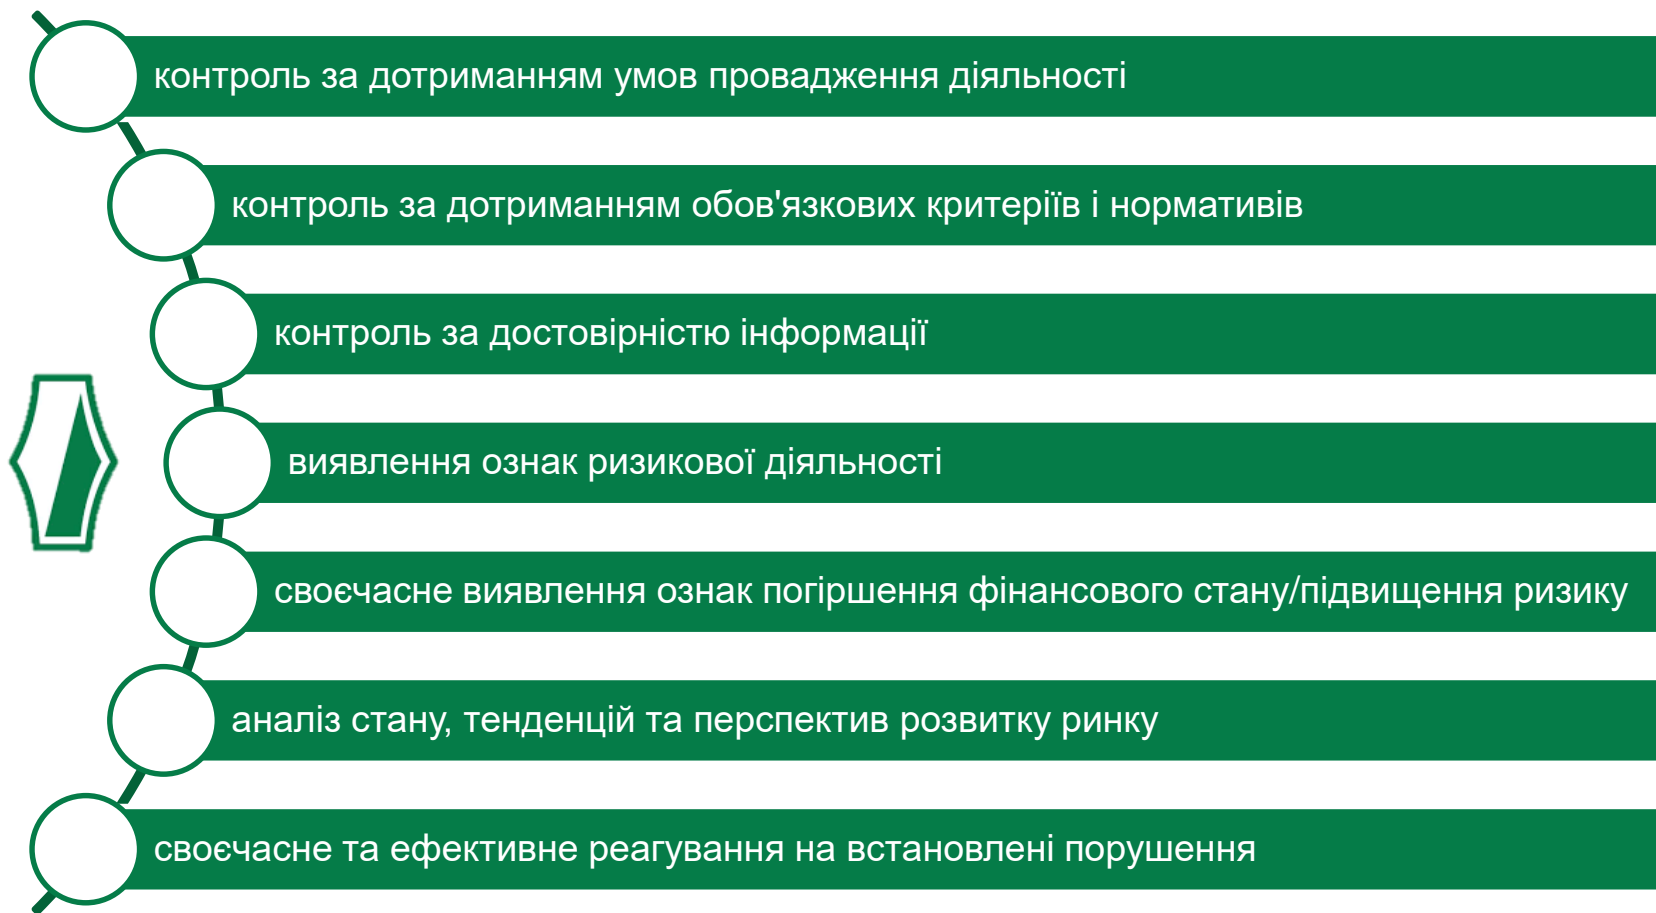 контроль за дотриманням умов провадження діяльності
контроль за дотриманням обов'язкових критеріїв і нормативів
контроль за достовірністю інформації
виявлення ознак ризикової діяльності
своєчасне виявлення ознак погіршення фінансового стану/підвищення ризику
аналіз стану, тенденцій та перспектив розвитку ринку
своєчасне та ефективне реагування на встановлені порушення